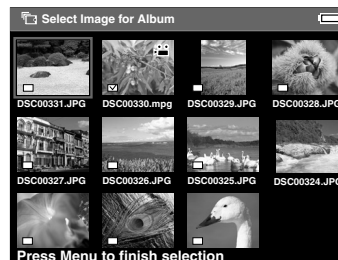 Select Image for Album
DSC00331.JPG DSC00330.mpg DSC00329.JPG DSC00328.JPG
DSC00327.JPG DSC00326.JPG DSC00325.JPG DSC00324.JPG
Press Menu to finish selection